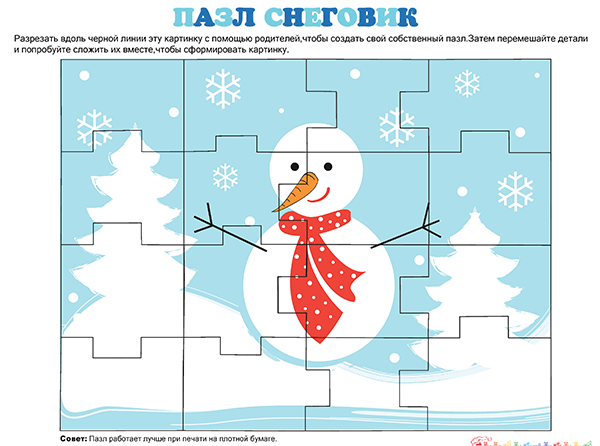 ПАЗЛ СНЕГОВИК
Разрезать вдоль черной линии эту картинку с помощью родителей,чтобы создать свой собственный пазл.Затем перемешайте детали
и попробуйте сложить их вместе,чтобы сформировать картинку.
Совет: Пазл работает лучше при печати на плотной бумаге.